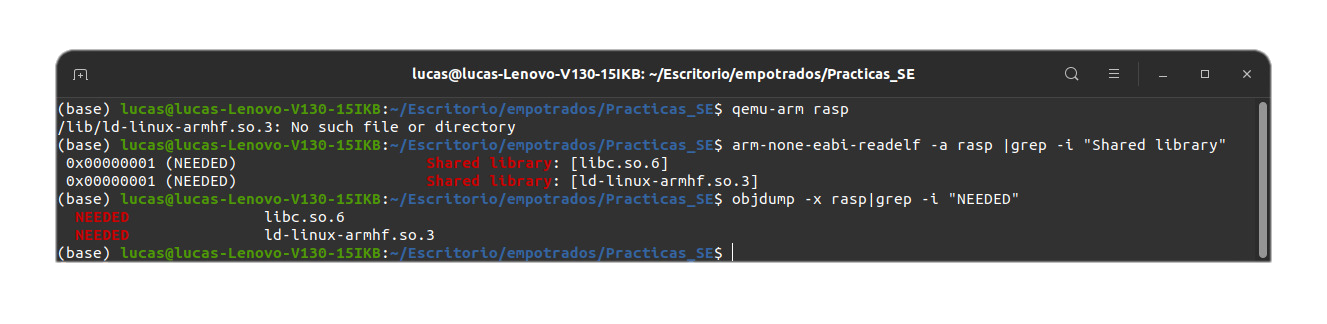 lucas@lucas-Lenovo-V130-15IKB: ~/Escritorio/empotrados/Practicas_SE
(base) lucas@lucas-Lenovo-V130-15IKB:~/Escritorio/empotrados/Practicas_SE$ qemu-arm rasp
/lib/ld-linux-armhf.so.3: No such file or directory
(base) lucas@lucas-Lenovo-V130-15IKB:~/Escritorio/empotrados/Practicas_SE$ arm-none-eabi-readelf -a rasp |grep -i "Shared library"
0x00000001 (NEEDED) Shared library: [libc.so.6]
0x00000001 (NEEDED) Shared library: [ld-linux-armhf.so.3]
(base) lucas@lucas-Lenovo-V130-15IKB:~/Escritorio/empotrados/Practicas_SE$ objdump -x rasp|grep -i "NEEDED"
NEEDED libc.so.6
NEEDED ld-linux-armhf.so.3
(base) lucas@lucas-Lenovo-V130-15IKB:~/Escritorio/empotrados/Practicas_SE$